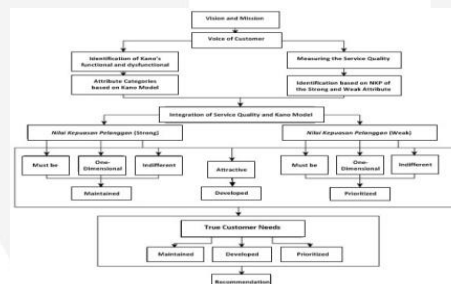 Vision and Mission
Voice of Customer
Identification of Kano's
functional and dysfunctional
Measuring the Service Quality
Attribute Categories
based on Kano Model
Identification based on NKP of
the Strong and Weak Attribute
Integration of Service Quality and Kano Model
Nilai Kepuasan Pelanggan (Strong)
Nilai Kepuasan Pelanggan (Weak)
Must be
One-
Dimensional
Indifferent
Attractive
Must be
One-
Dimensional
Indifferent
Maintained
Developed
Prioritized
True Customer Needs
Maintained
Developed
Prioritized
Recommendation